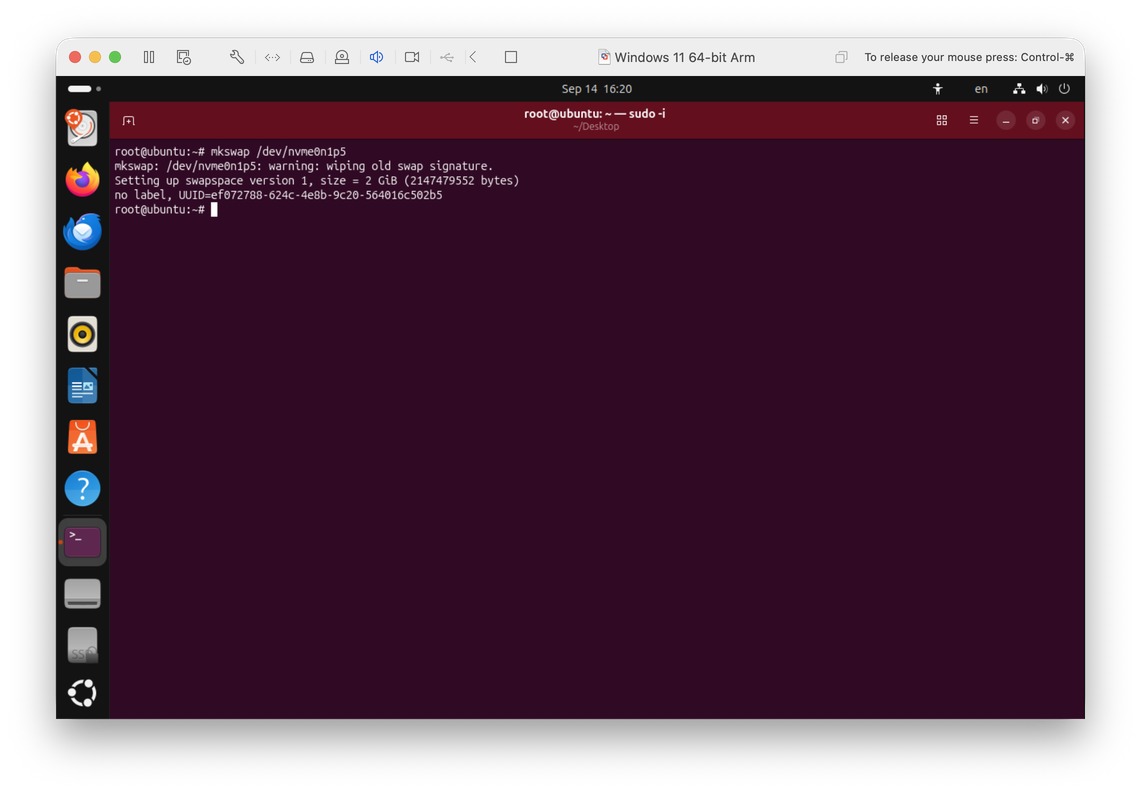 Windows 11 64-bit Arm
To release your mouse press: Control-⌘
Sep 14 16:20
en
root@ubuntu: ~ — sudo -i
~/Desktop
root@ubuntu:~# mkswap /dev/nvme0n1p5
mkswap: /dev/nvme0n1p5: warning: wiping old swap signature.
Setting up swapspace version 1, size = 2 GiB (2147479552 bytes)
no label, UUID=ef072788-624c-4e8b-9c20-564016c502b5
root@ubuntu:~#